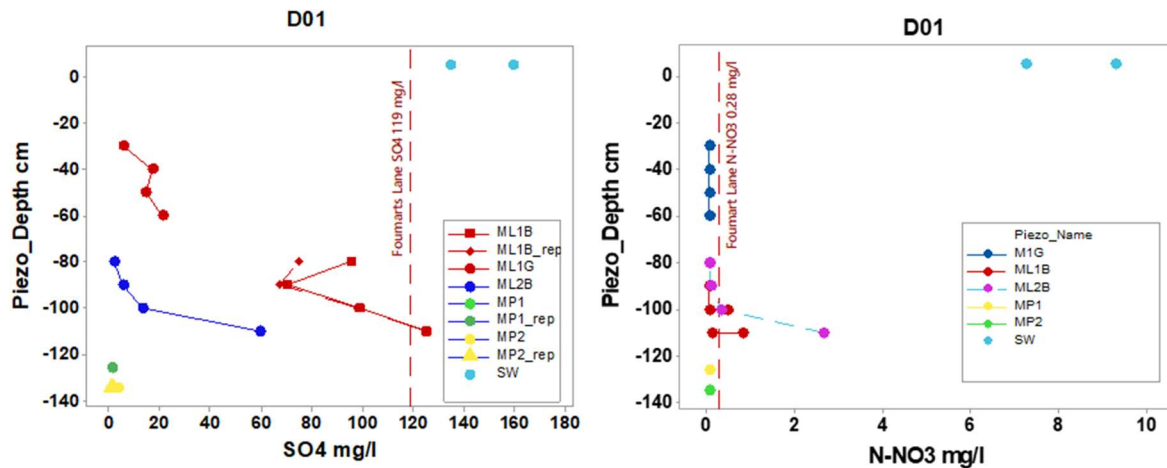 D01
Piezo_Depth cm
0
-20
-40
-60
-80
-100
-120
-140
0
20
40
60
80
100
120
140
160
180
SO4 mg/l
Foumarts Lane SO4 119 mg/l
ML1B
ML1B_rep
ML1G
ML2B
MP1
MP1_rep
MP2
MP2_rep
SW
D01
Piezo_Depth cm
0
-20
-40
-60
-80
-100
-120
-140
0
2
4
6
8
10
N-NO3 mg/l
Foumart Lane N-NO3 0.28 mg/l
Piezo_Name
M1G
ML1B
ML2B
MP1
MP2
SW